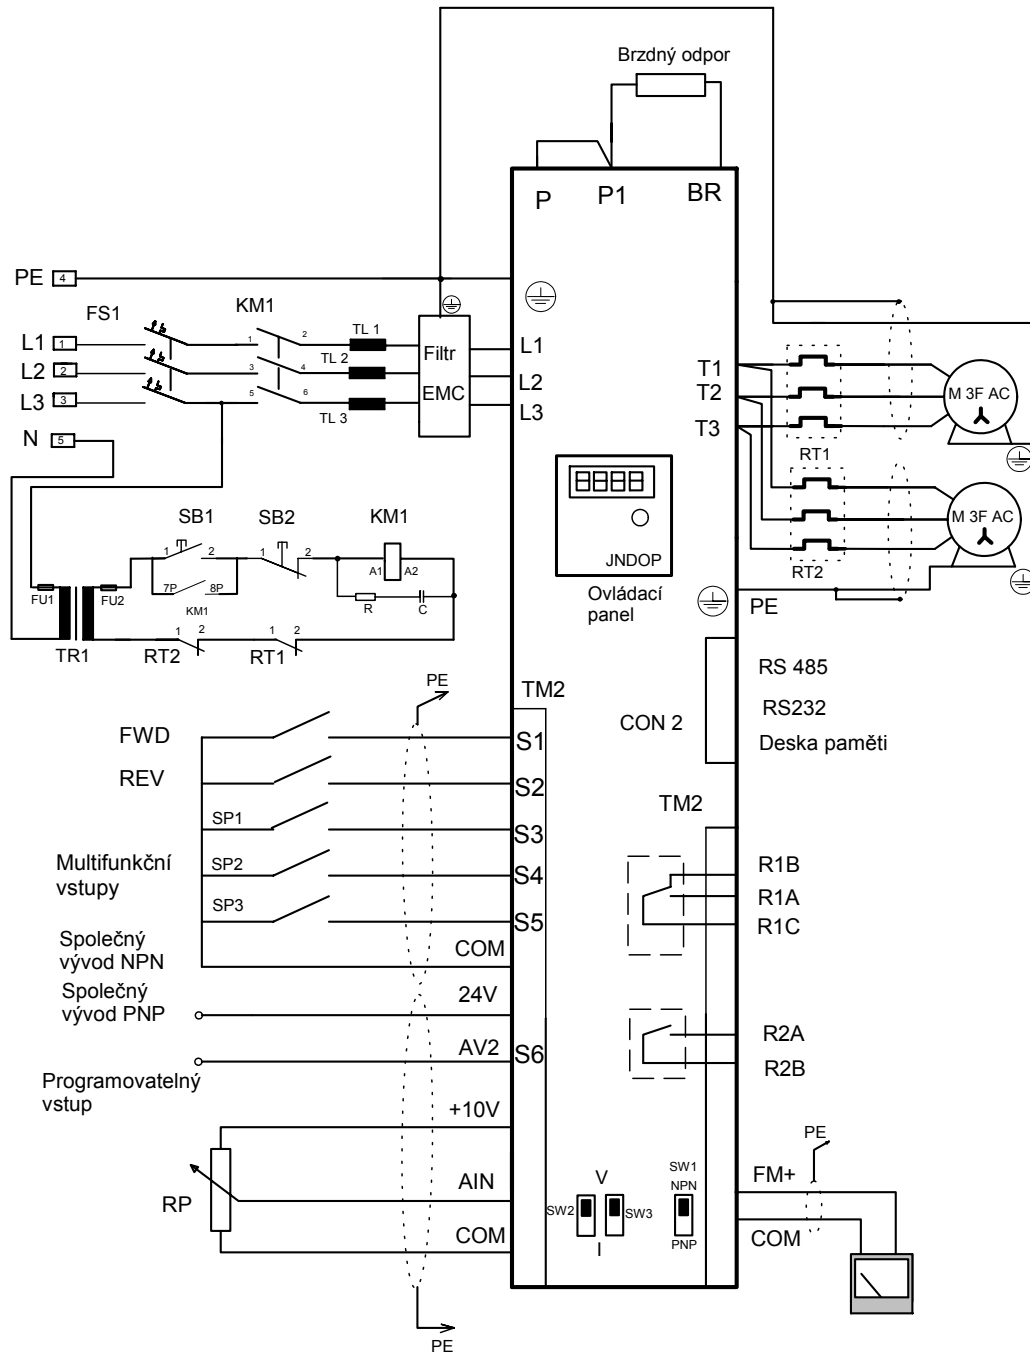 Brzdný odpor
P
P1
BR
PE 4
FS1
KM1
L1 1
L2 2
L3 3
N 5
1 2
3 4
5 6
TL 1
TL 2
TL 3
Filtr
EMC
L1
L2
L3
T1
T2
T3
RT1
RT2
M 3F AC
M 3F AC
PE
JNDOP
Ovládací
panel
SB1
SB2
KM1
1 2
1 2
A1 A2
7P 8P
KM1
R
C
FU1
FU2
TR1
1 2
RT2
1 2
RT1
PE
TM2
CON 2
RS 485
RS232
Deska paměti
TM2
FWD
S1
REV
S2
SP1
S3
Multifunkční
vstupy
SP2
S4
SP3
S5
Společný
vývod NPN
COM
Společný
vývod PNP
24V
AV2
S6
Programovatelný
vstup
+10V
RP
AIN
COM
PE
R1B
R1A
R1C
R2A
R2B
V
SW2
SW3
I
SW1
NPN
PNP
PE
FM+
COM